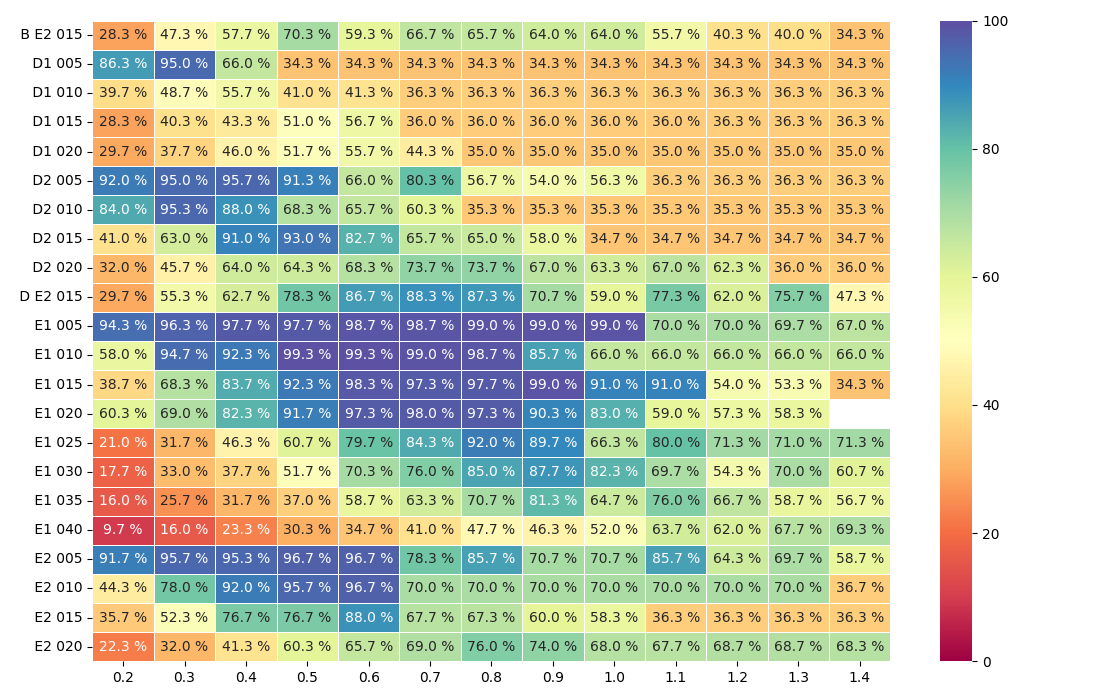 B E2 015 28.3 % 47.3 % 57.7 % 70.3 % 59.3 % 66.7 % 65.7 % 64.0 % 64.0 % 55.7 % 40.3 % 40.0 % 34.3 % 100
D1 005 86.3 % 95.0 % 66.0 % 34.3 % 34.3 % 34.3 % 34.3 % 34.3 % 34.3 % 34.3 % 34.3 % 34.3 % 34.3 %
D1 010 39.7 % 48.7 % 55.7 % 41.0 % 41.3 % 36.3 % 36.3 % 36.3 % 36.3 % 36.3 % 36.3 % 36.3 % 36.3 %
D1 015 28.3 % 40.3 % 43.3 % 51.0 % 56.7 % 36.0 % 36.0 % 36.0 % 36.0 % 36.0 % 36.3 % 36.3 % 36.3 %
D1 020 29.7 % 37.7 % 46.0 % 51.7 % 55.7 % 44.3 % 35.0 % 35.0 % 35.0 % 35.0 % 35.0 % 35.0 % 35.0 % 80
D2 005 92.0 % 95.0 % 95.7 % 91.3 % 66.0 % 80.3 % 56.7 % 54.0 % 56.3 % 36.3 % 36.3 % 36.3 % 36.3 %
D2 010 84.0 % 95.3 % 88.0 % 68.3 % 65.7 % 60.3 % 35.3 % 35.3 % 35.3 % 35.3 % 35.3 % 35.3 % 35.3 %
D2 015 41.0 % 63.0 % 91.0 % 93.0 % 82.7 % 65.7 % 65.0 % 58.0 % 34.7 % 34.7 % 34.7 % 34.7 % 34.7 %
D2 020 32.0 % 45.7 % 64.0 % 64.3 % 68.3 % 73.7 % 73.7 % 67.0 % 63.3 % 67.0 % 62.3 % 36.0 % 36.0 % 60
D E2 015 29.7 % 55.3 % 62.7 % 78.3 % 86.7 % 88.3 % 87.3 % 70.7 % 59.0 % 77.3 % 62.0 % 75.7 % 47.3 %
E1 005 94.3 % 96.3 % 97.7 % 97.7 % 98.7 % 98.7 % 99.0 % 99.0 % 99.0 % 70.0 % 70.0 % 69.7 % 67.0 %
E1 010 58.0 % 94.7 % 92.3 % 99.3 % 99.3 % 99.0 % 98.7 % 85.7 % 66.0 % 66.0 % 66.0 % 66.0 % 66.0 %
E1 015 38.7 % 68.3 % 83.7 % 92.3 % 98.3 % 97.3 % 97.7 % 99.0 % 91.0 % 91.0 % 54.0 % 53.3 % 34.3 %
E1 020 60.3 % 69.0 % 82.3 % 91.7 % 97.3 % 98.0 % 97.3 % 90.3 % 83.0 % 59.0 % 57.3 % 58.3 % 40
E1 025 21.0 % 31.7 % 46.3 % 60.7 % 79.7 % 84.3 % 92.0 % 89.7 % 66.3 % 80.0 % 71.3 % 71.0 % 71.3 %
E1 030 17.7 % 33.0 % 37.7 % 51.7 % 70.3 % 76.0 % 85.0 % 87.7 % 82.3 % 69.7 % 54.3 % 70.0 % 60.7 %
E1 035 16.0 % 25.7 % 31.7 % 37.0 % 58.7 % 63.3 % 70.7 % 81.3 % 64.7 % 76.0 % 66.7 % 58.7 % 56.7 %
E1 040 9.7 % 16.0 % 23.3 % 30.3 % 34.7 % 41.0 % 47.7 % 46.3 % 52.0 % 63.7 % 62.0 % 67.7 % 69.3 % 20
E2 005 91.7 % 95.7 % 95.3 % 96.7 % 96.7 % 78.3 % 85.7 % 70.7 % 70.7 % 85.7 % 64.3 % 69.7 % 58.7 %
E2 010 44.3 % 78.0 % 92.0 % 95.7 % 96.7 % 70.0 % 70.0 % 70.0 % 70.0 % 70.0 % 70.0 % 70.0 % 36.7 %
E2 015 35.7 % 52.3 % 76.7 % 76.7 % 88.0 % 67.7 % 67.3 % 60.0 % 58.3 % 36.3 % 36.3 % 36.3 % 36.3 %
E2 020 22.3 % 32.0 % 41.3 % 60.3 % 65.7 % 69.0 % 76.0 % 74.0 % 68.0 % 67.7 % 68.7 % 68.7 % 68.3 % 0
0.2 0.3 0.4 0.5 0.6 0.7 0.8 0.9 1.0 1.1 1.2 1.3 1.4